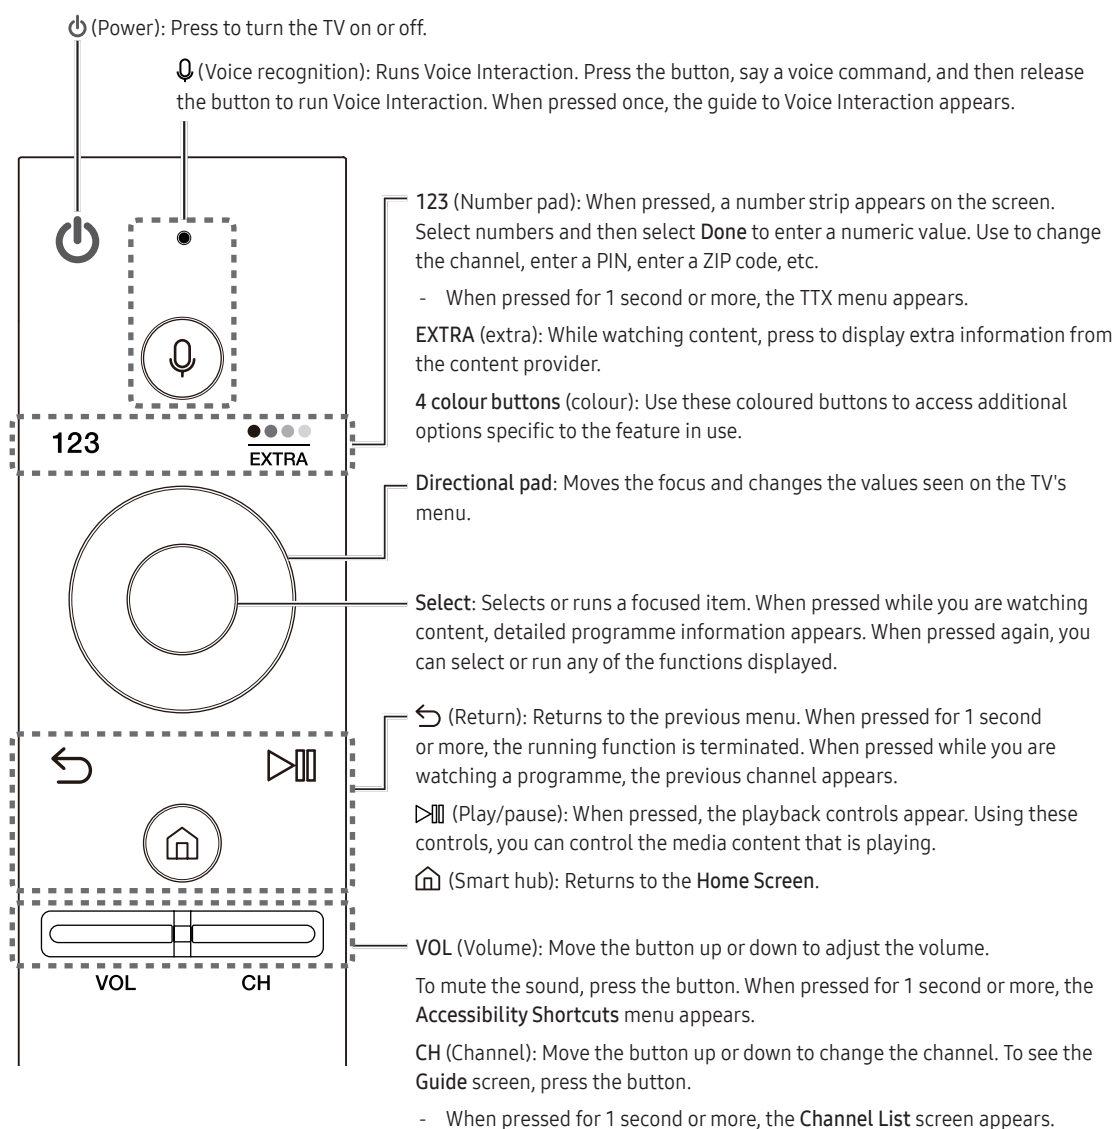 (Power): Press to turn the TV on or off.
(Voice recognition): Runs Voice Interaction. Press the button, say a voice command, and then release
the button to run Voice Interaction. When pressed once, the guide to Voice Interaction appears.
123 (Number pad): When pressed, a number strip appears on the screen.
Select numbers and then select Done to enter a numeric value. Use to change
the channel, enter a PIN, enter a ZIP code, etc.
- When pressed for 1 second or more, the TTX menu appears.
EXTRA (extra): While watching content, press to display extra information from
the content provider.
4 colour buttons (colour): Use these coloured buttons to access additional
options specific to the feature in use.
123
EXTRA
Directional pad: Moves the focus and changes the values seen on the TV's
menu.
Select: Selects or runs a focused item. When pressed while you are watching
content, detailed programme information appears. When pressed again, you
can select or run any of the functions displayed.
(Return): Returns to the previous menu. When pressed for 1 second
or more, the running function is terminated. When pressed while you are
watching a programme, the previous channel appears.
(Play/pause): When pressed, the playback controls appear. Using these
controls, you can control the media content that is playing.
(Smart hub): Returns to the Home Screen.
VOL (Volume): Move the button up or down to adjust the volume.
To mute the sound, press the button. When pressed for 1 second or more, the
Accessibility Shortcuts menu appears.
CH (Channel): Move the button up or down to change the channel. To see the
Guide screen, press the button.
- When pressed for 1 second or more, the Channel List screen appears.
VOL
CH